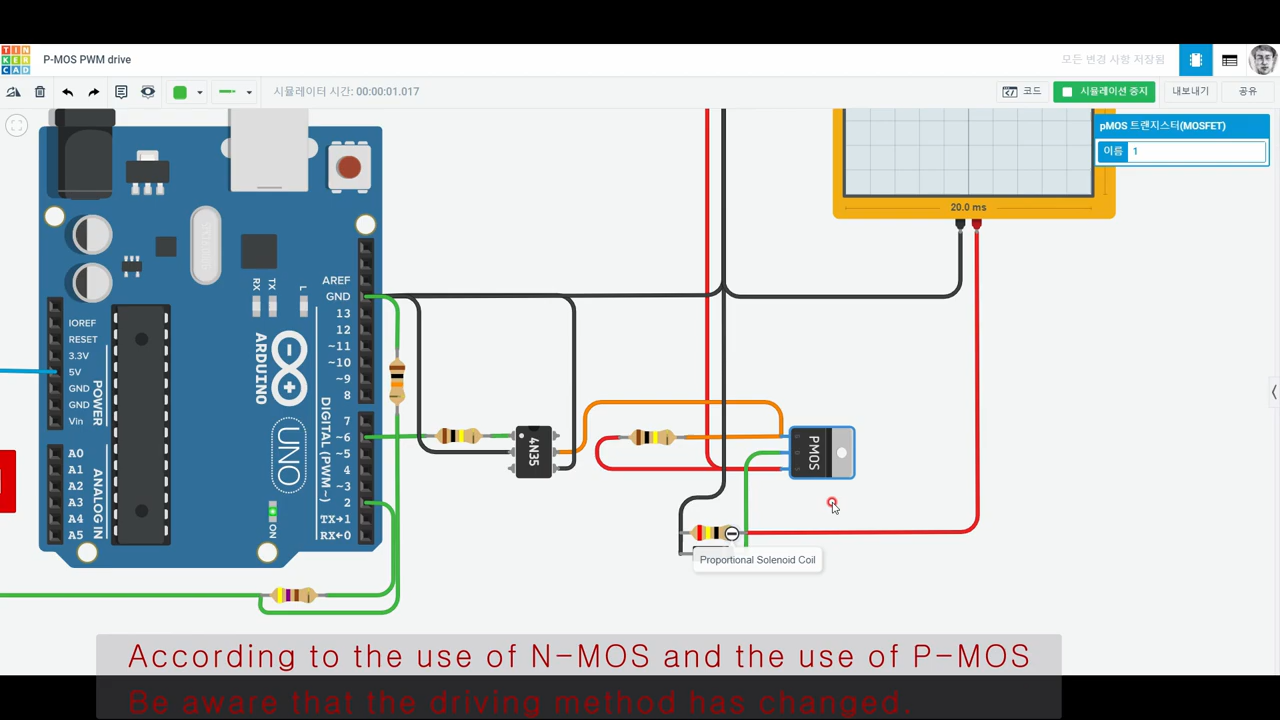 TIN
KER
CAD
P-MOS PWM drive
모든 변경 사항 저장됨
시뮬레이터 시간: 00:00:01.017
코드
시뮬레이션 중지
내보내기
공유
pMOS 트랜지스터(MOSFET)
이름 1
20.0 ms
RX TX L
AREF
GND
13
12
~11
~10
~9
8
7
~6
~5
4
~3
2
TX→1
RX←0
IOREF
RESET
3.3V
5V
GND
GND
Vin
A0
A1
A2
A3
A4
A5
POWER
ANALOG IN
ARDUINO
UNO
DIGITAL (PWM~)
ON
4N35
PMOS
Proportional Solenoid Coil
According to the use of N-MOS and the use of P-MOS
Be aware that the driving method has changed.